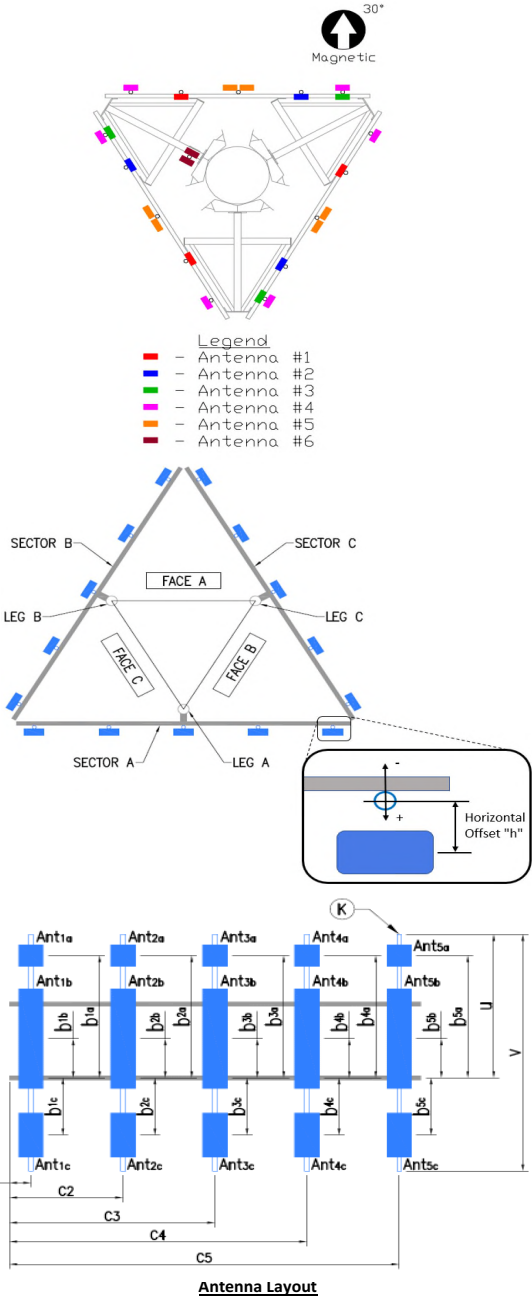 30°
Magnetic
Legend
- Antenna #1
- Antenna #2
- Antenna #3
- Antenna #4
- Antenna #5
- Antenna #6
SECTOR B
SECTOR C
FACE A
LEG B
LEG C
FACE C
FACE B
SECTOR A
LEG A
-
+
Horizontal
Offset "h"
K
Ant1a
Ant2a
Ant3a
Ant4a
Ant5a
Ant1b
Ant2b
Ant3b
Ant4b
Ant5b
b1b
b1a
b2b
b2a
b3b
b3a
b4b
b4a
b5b
b5a
u
v
b1c
b2c
b3c
b4c
b5c
Ant1c
Ant2c
Ant3c
Ant4c
Ant5c
C2
C3
C4
C5
Antenna Layout